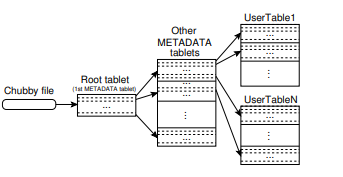 Other
METADATA
tablets
UserTable1
Root tablet
(1st METADATA tablet)
Chubby file
...
...
...
...
...
⋮
⋮
...
UserTableN
...
⋮
...